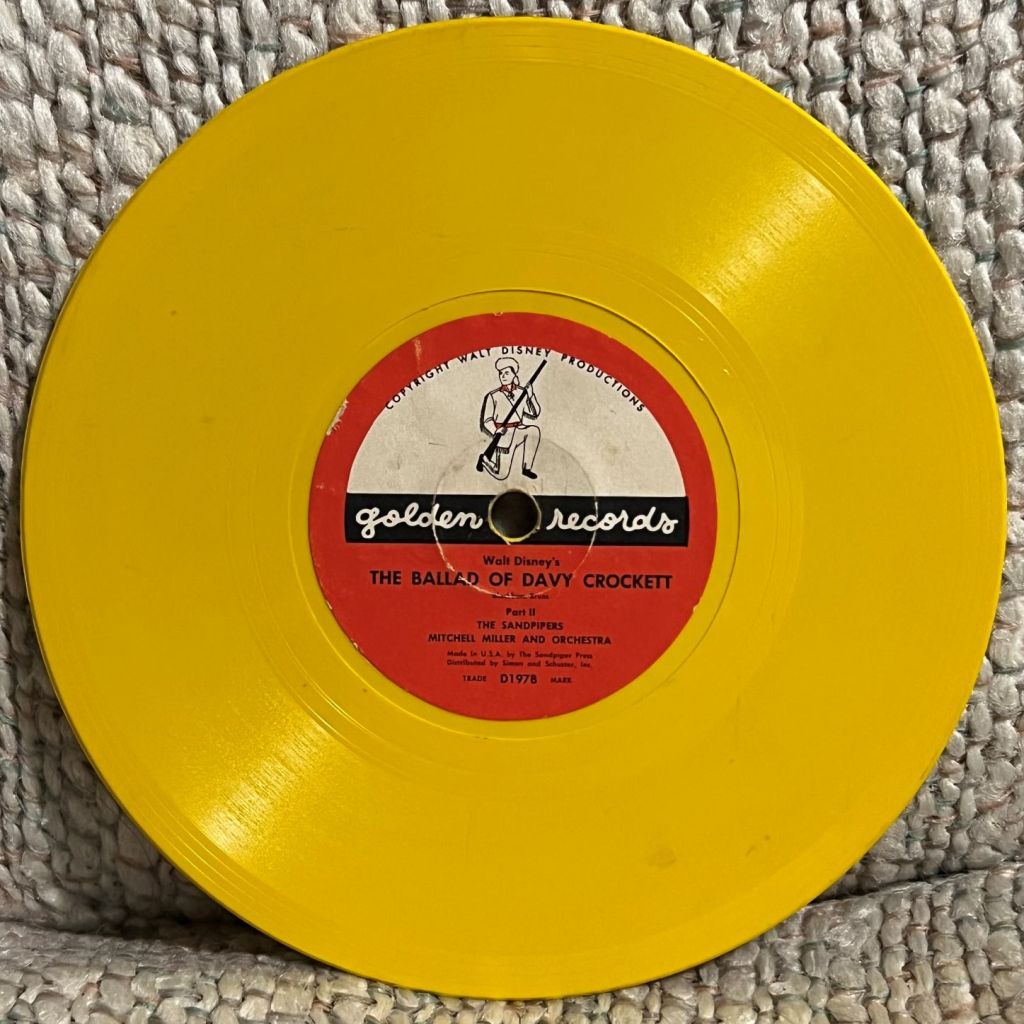 COPYRIGHT WALT DISNEY PRODUCTIONS
golden records
Walt Disney's
THE BALLAD OF DAVY CROCKETT
Part II
THE SANDPIPERS
MITCHELL MILLER AND ORCHESTRA
Made in U.S.A. by The Sandpiper Press
Distributed by Simon and Schuster, Inc.
TRADE D197B MARK